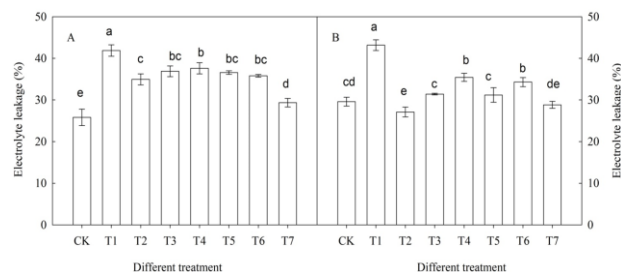 50
40
30
20
10
0
Electrolyte leakage (%)
A
e
a
c
bc
b
bc
bc
d
CK T1 T2 T3 T4 T5 T6 T7
Different treatment
B
cd
a
e
c
b
c
b
de
CK T1 T2 T3 T4 T5 T6 T7
Different treatment
50
40
30
20
10
0
Electrolyte leakage (%)